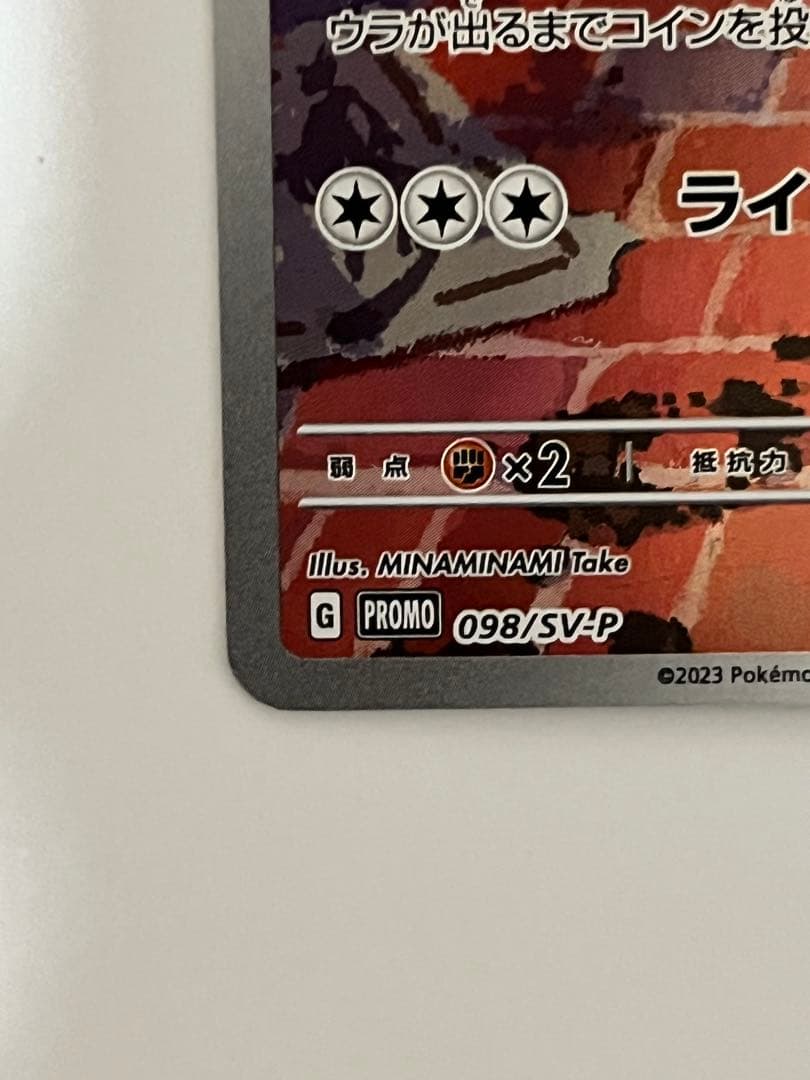 ウラが出るまでコインを投
ライ
弱点 ×2 抵抗力
Illus. MINAMINAMI Take
G PROMO 098/SV-P
©2023 Pokémo